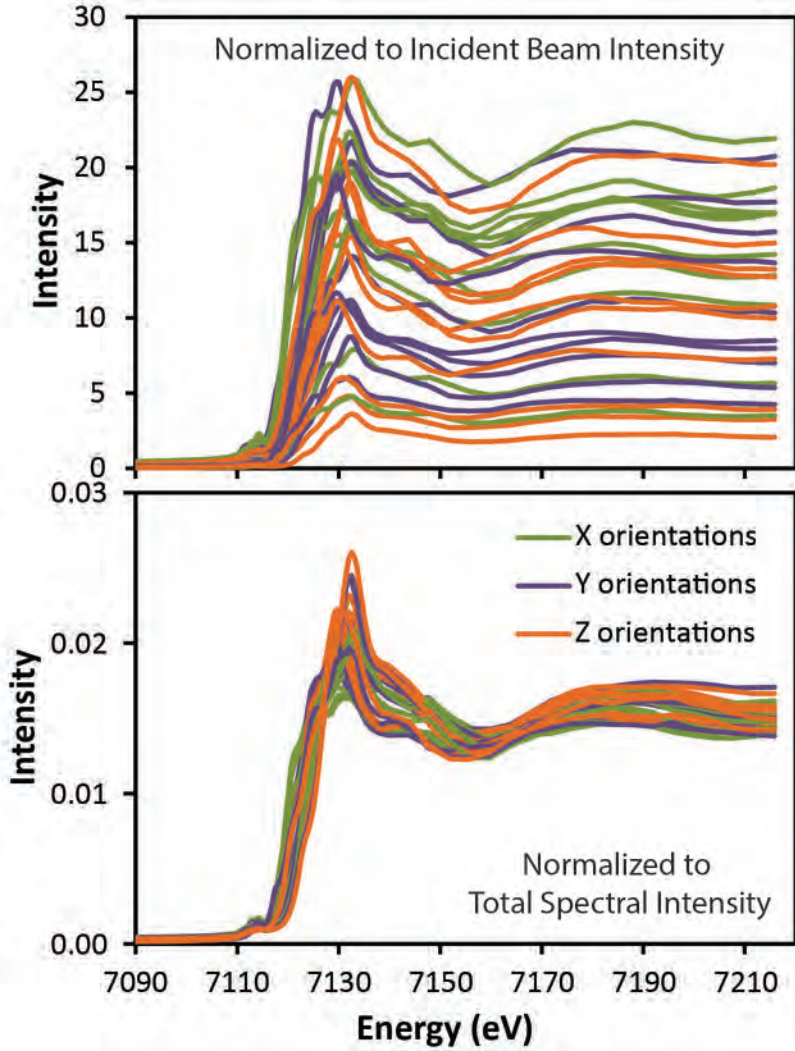 30
Normalized to Incident Beam Intensity
25
20
15
10
5
0
Intensity
0.03
X orientations
Y orientations
Z orientations
0.02
0.01
0.00
Intensity
Normalized to
Total Spectral Intensity
7090 7110 7130 7150 7170 7190 7210
Energy (eV)